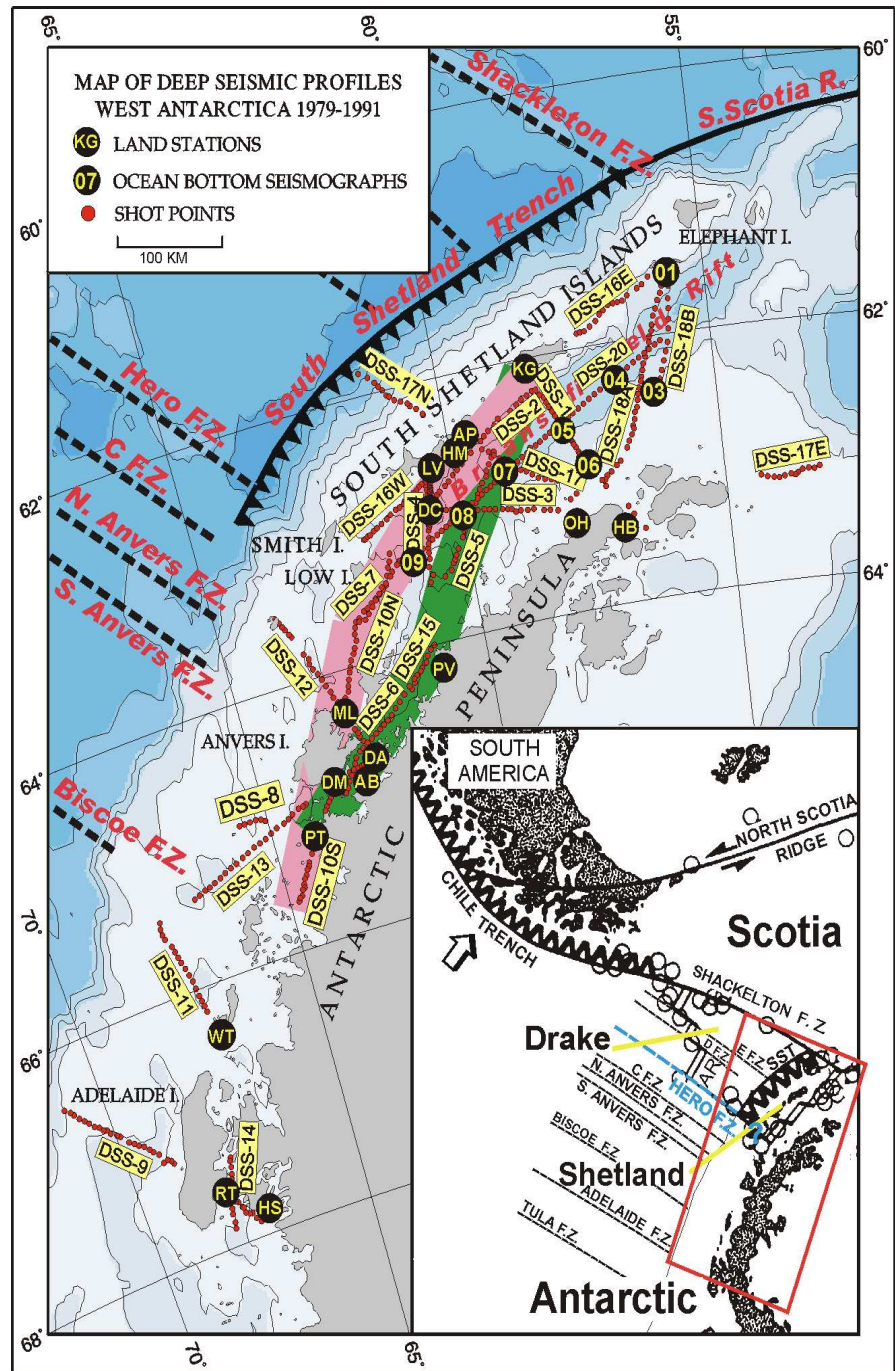 65°
60°
55°
60°
MAP OF DEEP SEISMIC PROFILES
WEST ANTARCTICA 1979-1991
KG LAND STATIONS
07 OCEAN BOTTOM SEISMOGRAPHS
SHOT POINTS
100 KM
Shackleton F.Z.
S.Scotia R.
South Shetland Trench
ELEPHANT I.
60°
01
62°
DSS-16E
SOUTH SHETLAND ISLANDS
DSS-18B
DSS-20
Hero F.Z.
DSS-17N
KG
DSS-1
04
03
C F.Z.
DSS-2
DSS-18A
AP
05
HM
LV
07
06
DSS-17
DSS-17E
N. Anvers F.Z.
DSS-16W
DSS-3
62°
DC
08
OH
HB
DSS-4
SMITH I.
S. Anvers F.Z.
09
DSS-5
LOW I.
64°
DSS-7
DSS-10N
DSS-15
DSS-12
PV
ANTARCTIC PENINSULA
DSS-6
ML
ANVERS I.
DA
64°
DM
AB
Biscoe F.Z.
DSS-8
PT
DSS-13
DSS-10S
70°
DSS-11
WT
66°
ADELAIDE I.
DSS-9
DSS-14
RT
HS
68°
70°
65°
SOUTH
AMERICA
NORTH SCOTIA
RIDGE
CHILE TRENCH
Scotia
SHACKELTON F. Z.
Drake
E.F.Z.
SST
C.F.Z.
HERO F.Z.
N. ANVERS F.Z.
S. ANVERS F.Z.
BISCOE F.Z.
Shetland
ADELAIDE F.Z.
TULA F.Z.
Antarctic